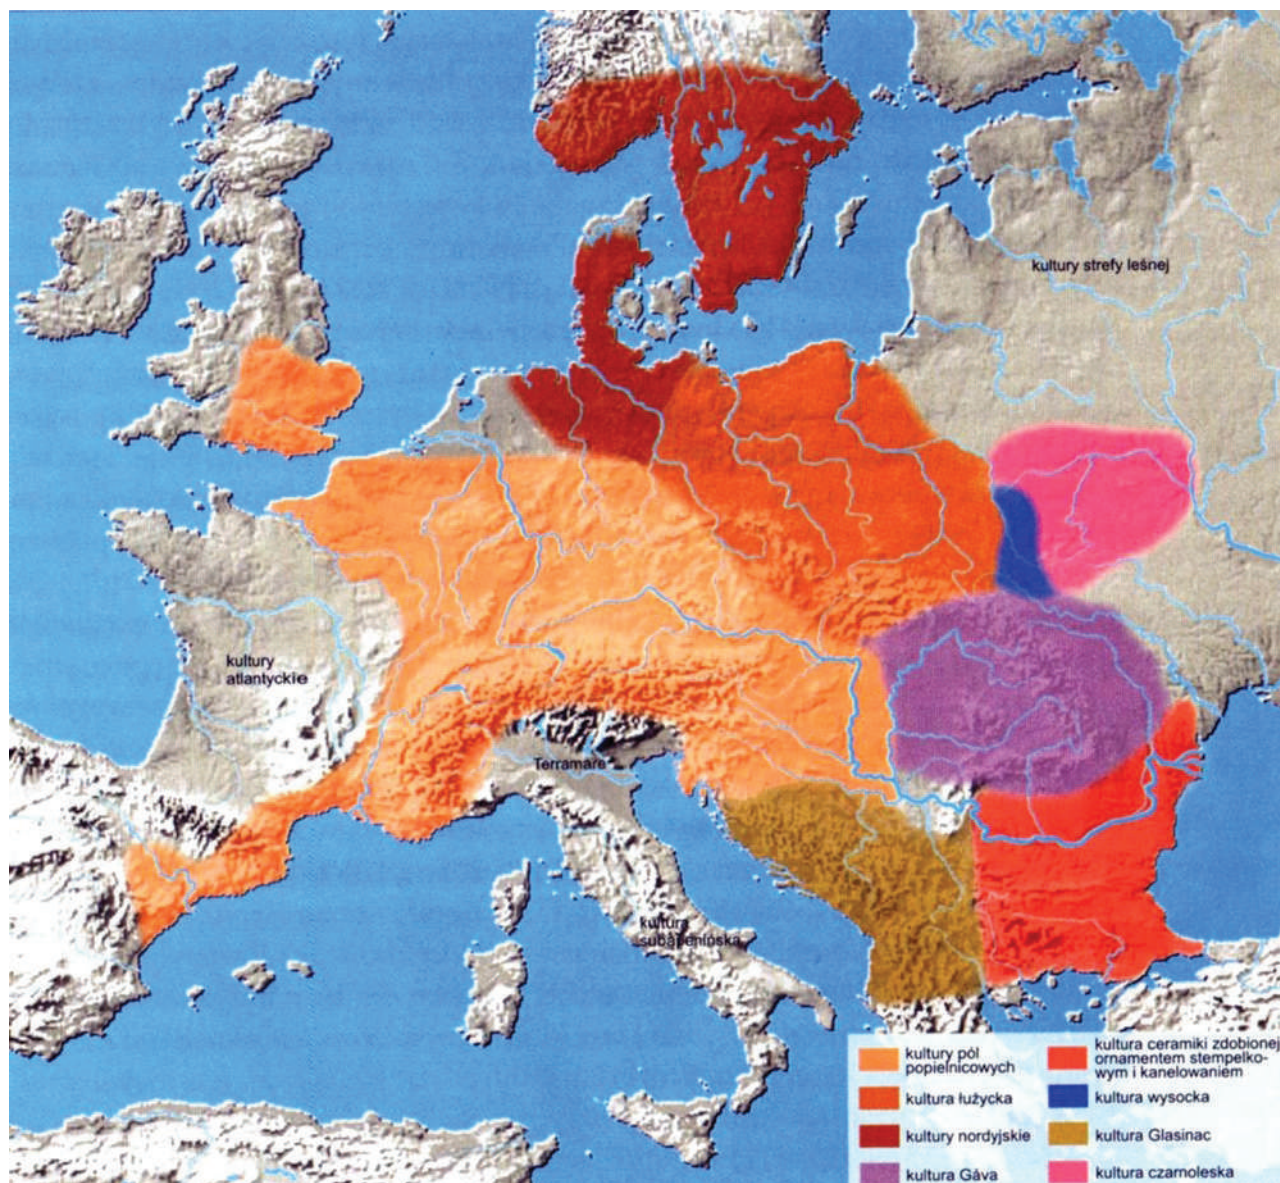 kultury strefy leśnej
kultury
atlantyckie
Terramare
kultura
subapenińska
kultury pól
popielnicowych
kultura łużycka
kultury nordyjskie
kultura Gáva
kultura ceramiki zdobionej
ornamentem stempelko-
wym i kanelowaniem
kultura wysocka
kultura Glasinac
kultura czarnoleska